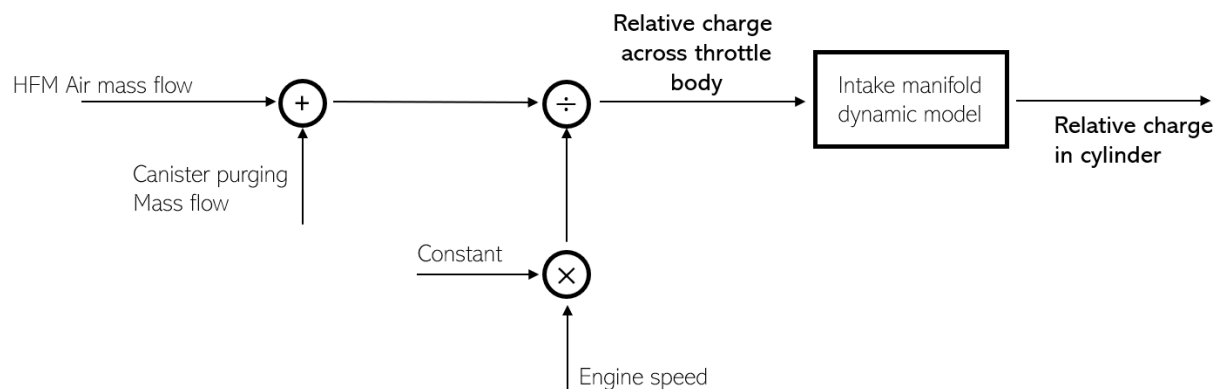 Relative charge
across throttle
body
HFM Air mass flow
+
÷
Intake manifold
dynamic model
Relative charge
in cylinder
Canister purging
Mass flow
Constant
×
Engine speed